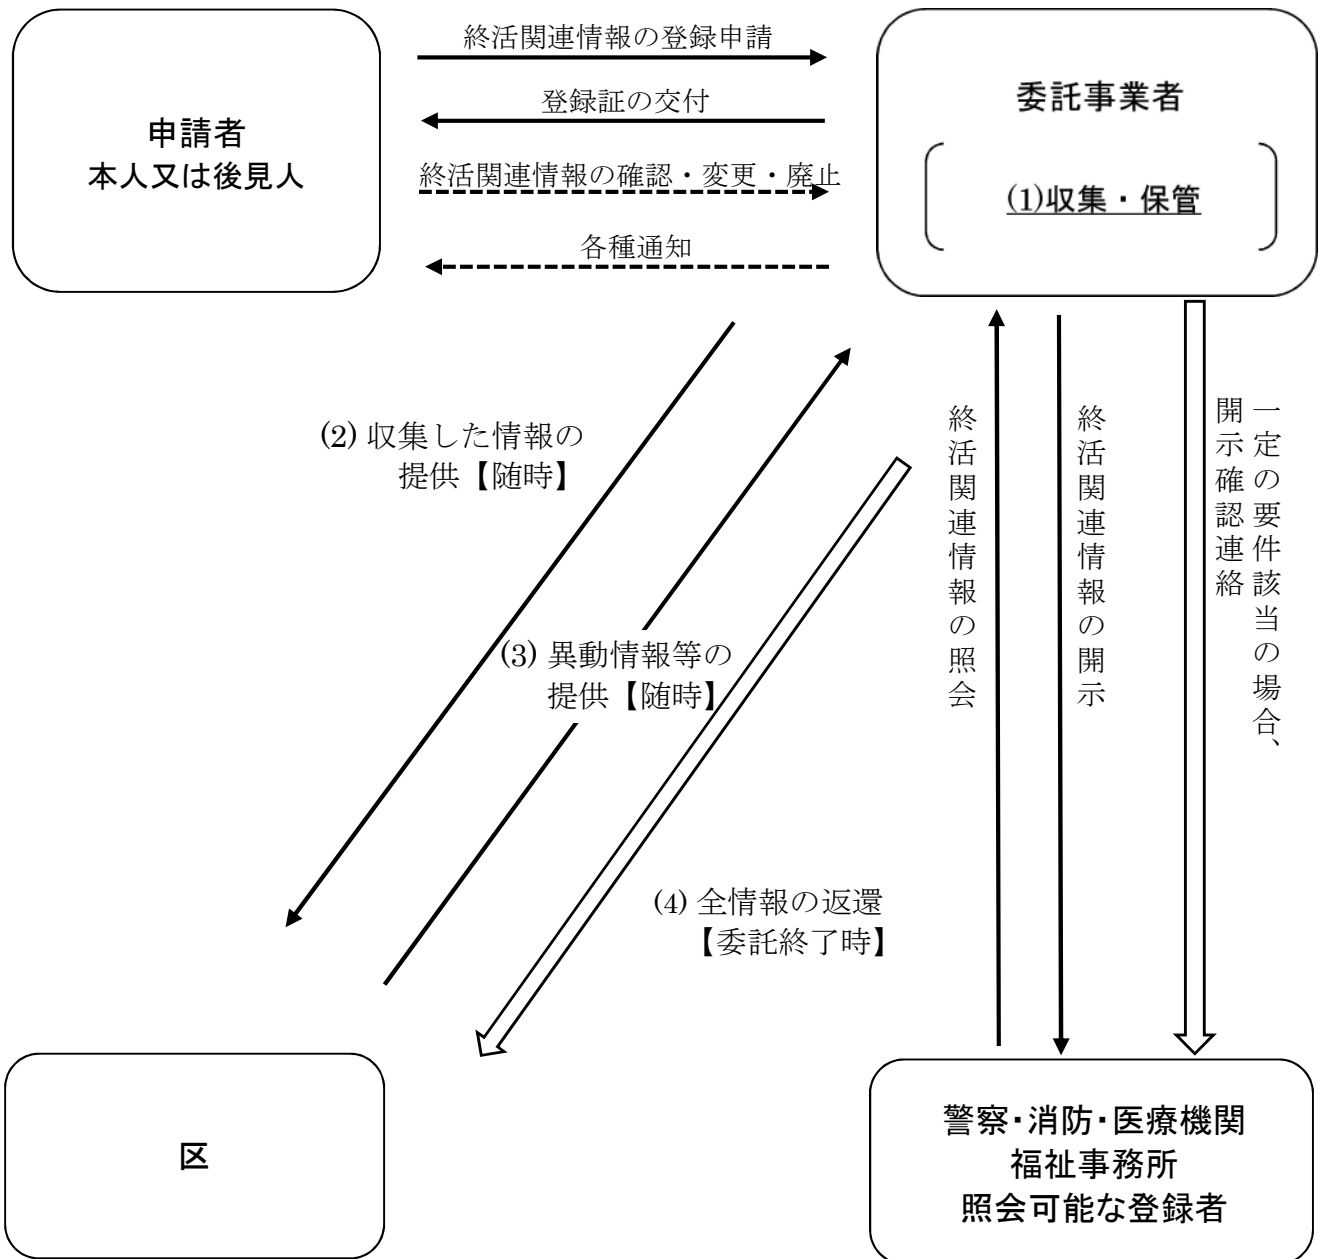 終活関連情報の登録申請
登録証の交付
終活関連情報の確認・変更・廃止
各種通知
申請者
本人又は後見人
委託事業者
(1)収集・保管
(2) 収集した情報の
提供【随時】
(3) 異動情報等の
提供【随時】
(4) 全情報の返還
【委託終了時】
終活関連情報の照会
終活関連情報の開示
一定の要件該当の場合、
開示確認連絡
区
警察・消防・医療機関
福祉事務所
照会可能な登録者